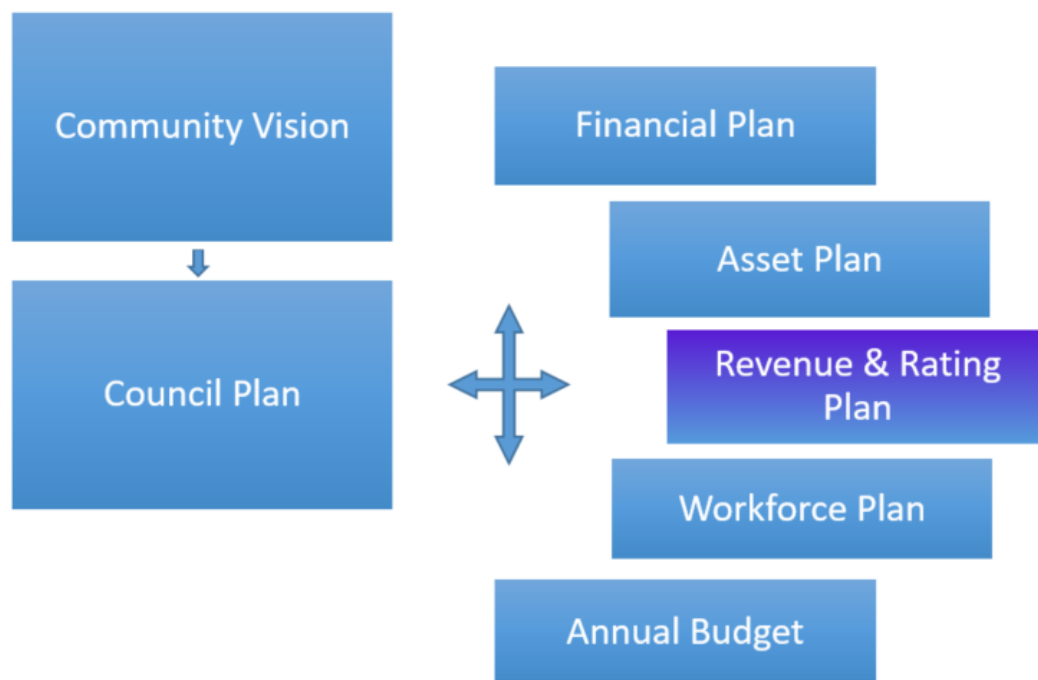 Community Vision
Council Plan
Financial Plan
Asset Plan
Revenue & Rating
Plan
Workforce Plan
Annual Budget